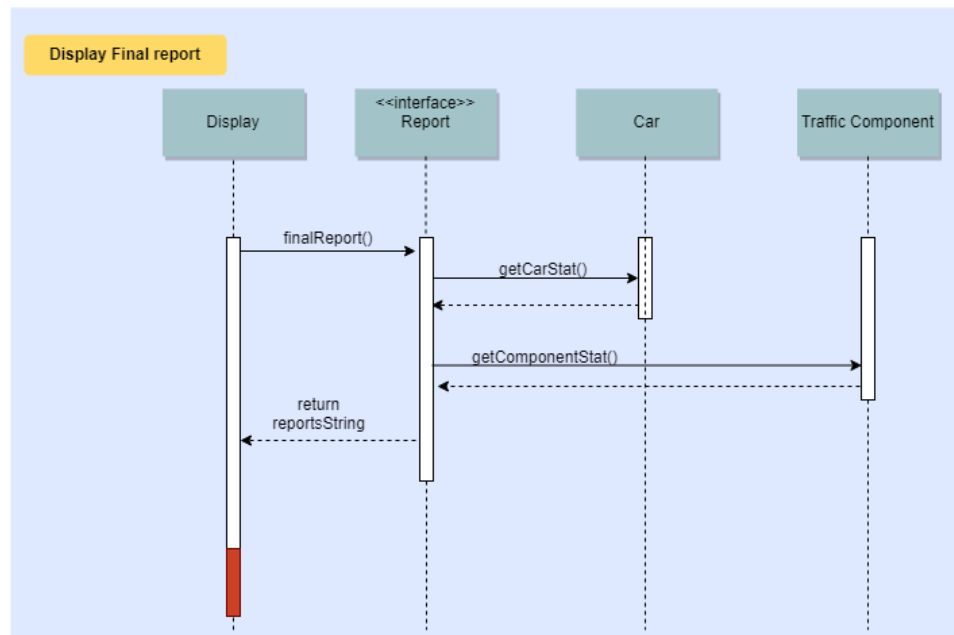 Display Final report
Display
<<interface>>
Report
Car
Traffic Component
finalReport()
getCarStat()
getComponentStat()
return
reportsString